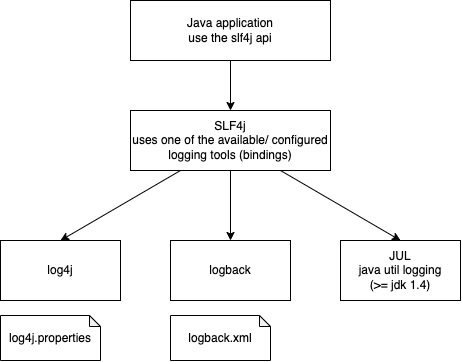 Java application
use the slf4j api
SLF4j
uses one of the available/ configured
logging tools (bindings)
log4j
logback
JUL
java util logging
(>= jdk 1.4)
log4j.properties
logback.xml